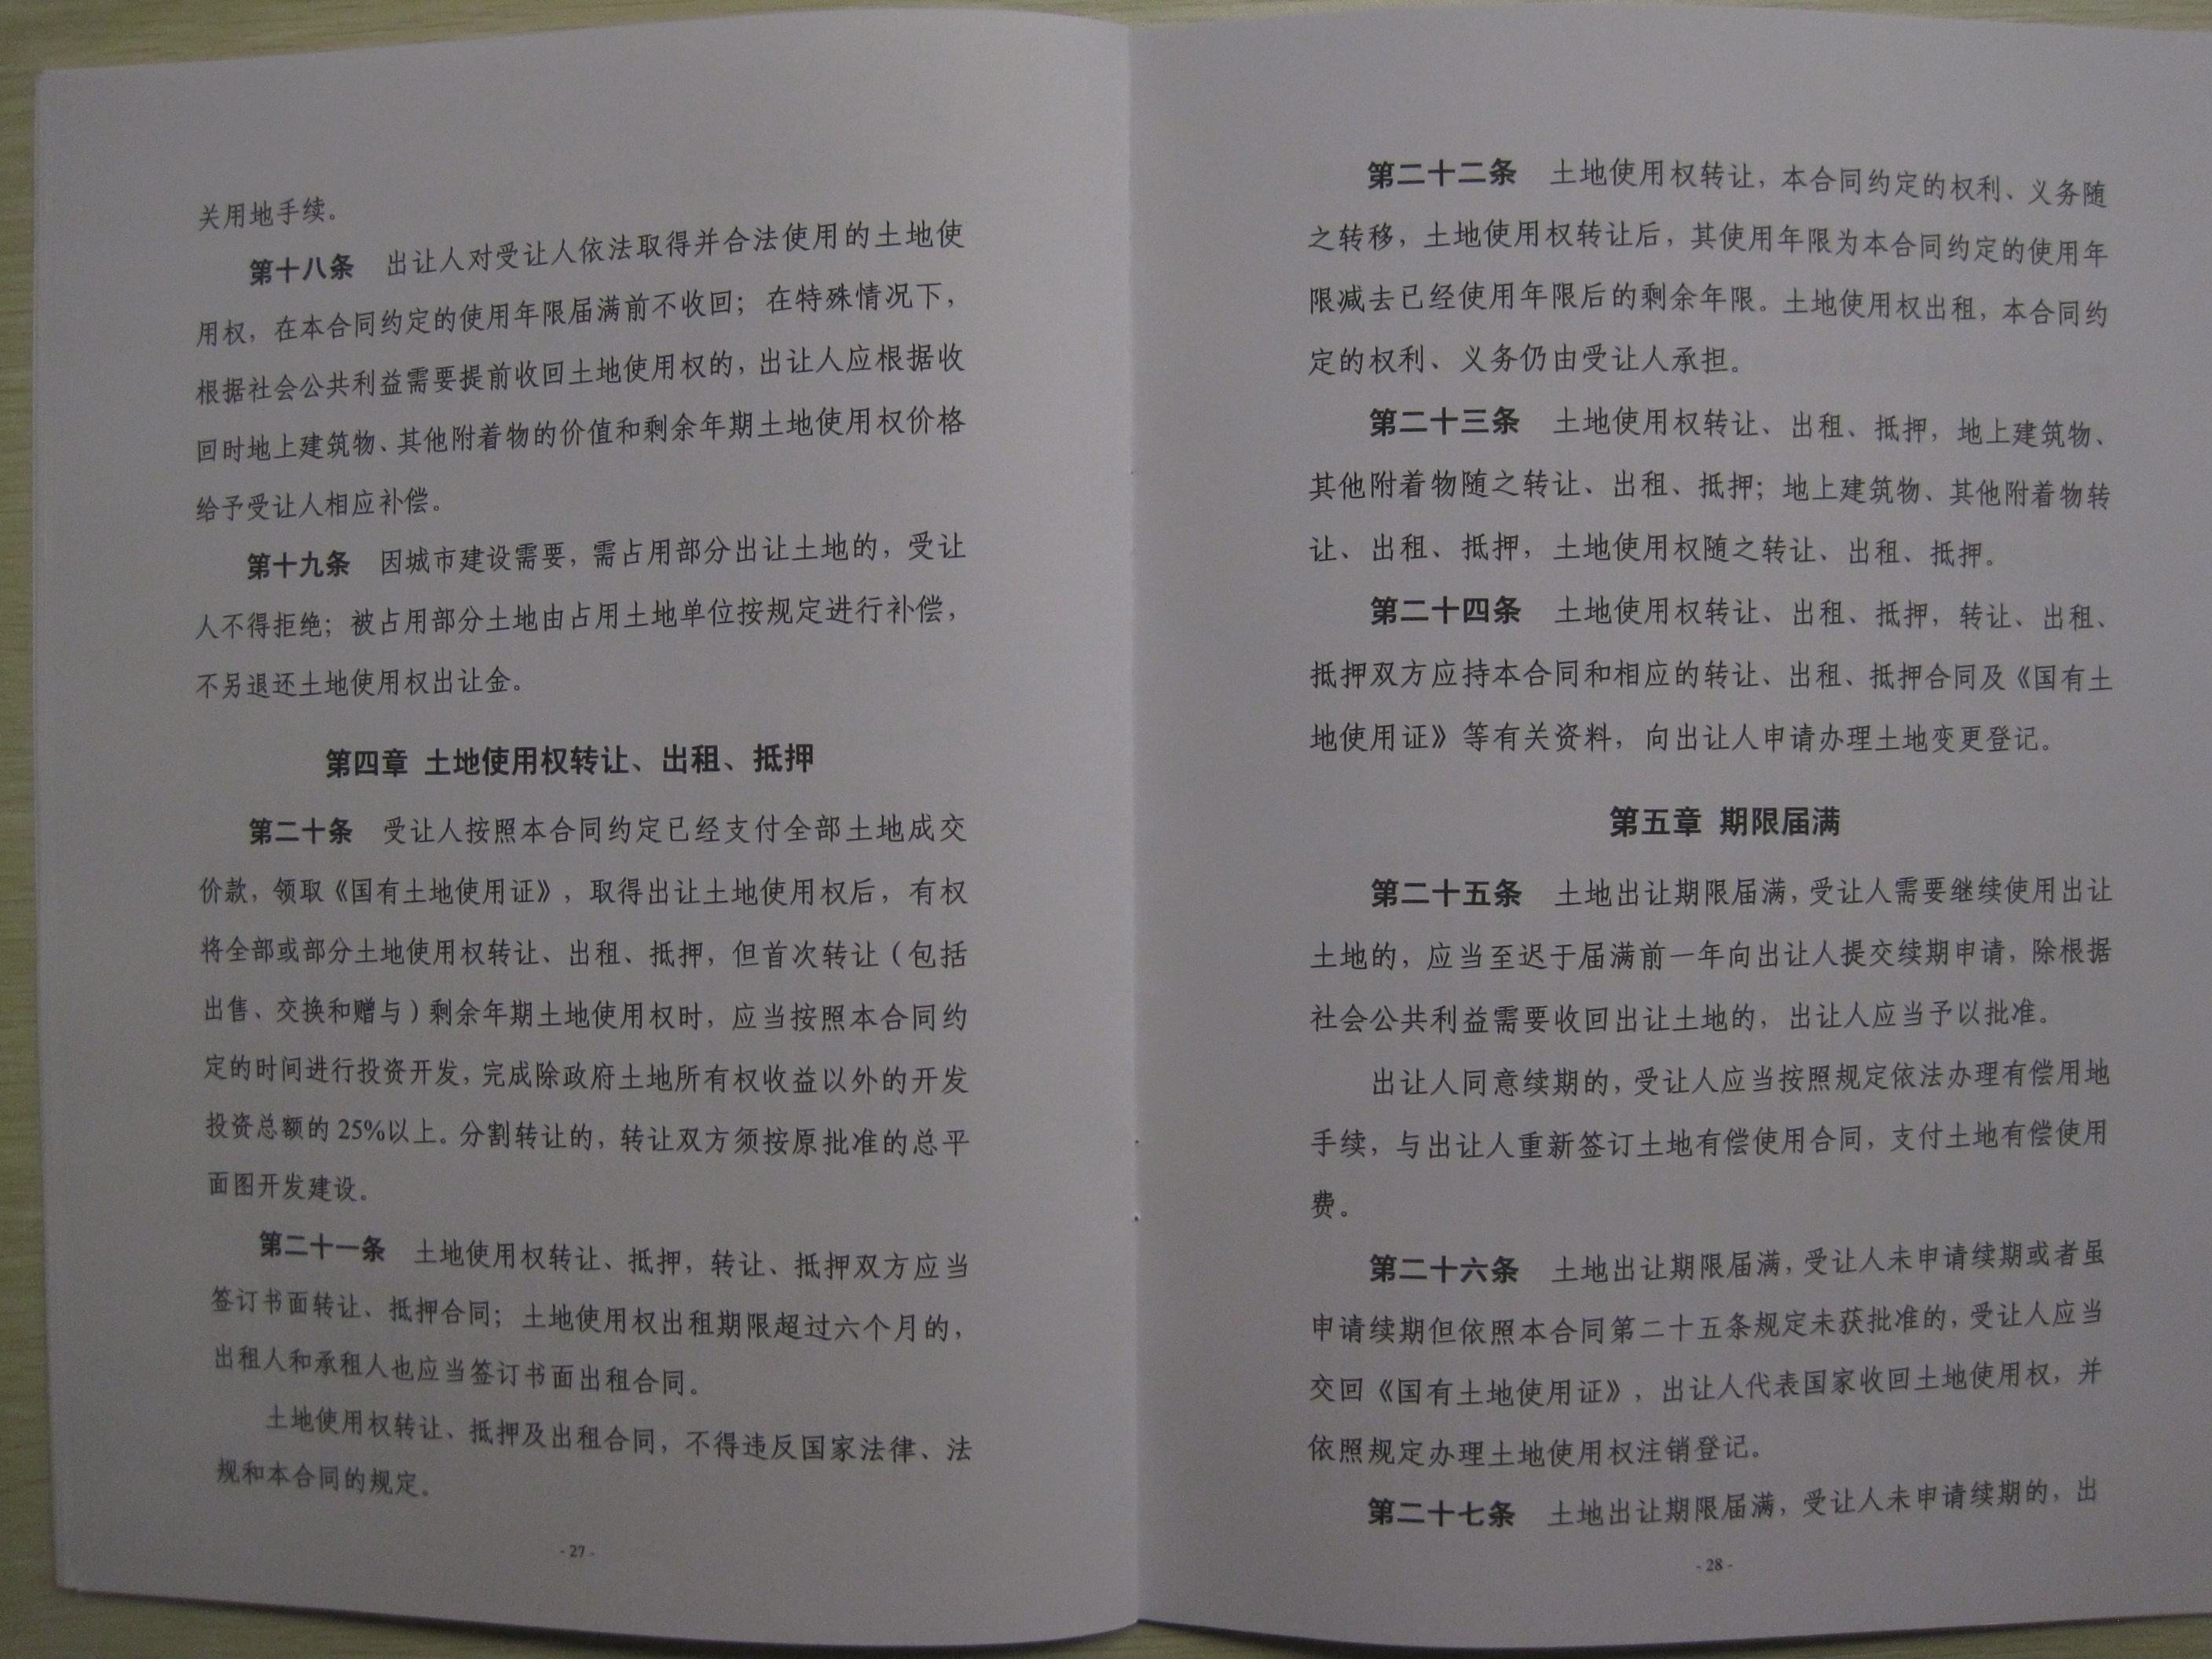 关用地手续。
第十八条 出让人对受让人依法取得并合法使用的土地使
用权，在本合同约定的使用年限届满前不收回；在特殊情况下，
根据社会公共利益需要提前收回土地使用权的，出让人应根据收
回时地上建筑物、其他附着物的价值和剩余年期土地使用权价格
给予受让人相应补偿。
第十九条 因城市建设需要，需占用部分出让土地的，受让
人不得拒绝；被占用部分土地由占用土地单位按规定进行补偿，
不另退还土地使用权出让金。
第四章 土地使用权转让、出租、抵押
第二十条 受让人按照本合同约定已经支付全部土地成交
价款，领取《国有土地使用证》，取得出让土地使用权后，有权
将全部或部分土地使用权转让、出租、抵押，但首次转让（包括
出售、交换和赠与）剩余年期土地使用权时，应当按照本合同约
定的时间进行投资开发，完成除政府土地所有权收益以外的开发
投资总额的25%以上。分割转让的，转让双方须按原批准的总平
面图开发建设。
第二十一条 土地使用权转让、抵押，转让、抵押双方应当
签订书面转让、抵押合同；土地使用权出租期限超过六个月的，
出租人和承租人也应当签订书面出租合同。
土地使用权转让、抵押及出租合同，不得违反国家法律、法
规和本合同的规定。
- 27 -
第二十二条 土地使用权转让，本合同约定的权利、义务随
之转移，土地使用权转让后，其使用年限为本合同约定的使用年
限减去已经使用年限后的剩余年限。土地使用权出租，本合同约
定的权利、义务仍由受让人承担。
第二十三条 土地使用权转让、出租、抵押，地上建筑物、
其他附着物随之转让、出租、抵押；地上建筑物、其他附着物转
让、出租、抵押，土地使用权随之转让、出租、抵押。
第二十四条 土地使用权转让、出租、抵押，转让、出租、
抵押双方应持本合同和相应的转让、出租、抵押合同及《国有土
地使用证》等有关资料，向出让人申请办理土地变更登记。
第五章 期限届满
第二十五条 土地出让期限届满，受让人需要继续使用出让
土地的，应当至迟于届满前一年向出让人提交续期申请，除根据
社会公共利益需要收回出让土地的，出让人应当予以批准。
出让人同意续期的，受让人应当按照规定依法办理有偿用地
手续，与出让人重新签订土地有偿使用合同，支付土地有偿使用
费。
第二十六条 土地出让期限届满，受让人未申请续期或者虽
申请续期但依照本合同第二十五条规定未获批准的，受让人应当
交回《国有土地使用证》，出让人代表国家收回土地使用权，并
依照规定办理土地使用权注销登记。
第二十七条 土地出让期限届满，受让人未申请续期的，出
- 28 -